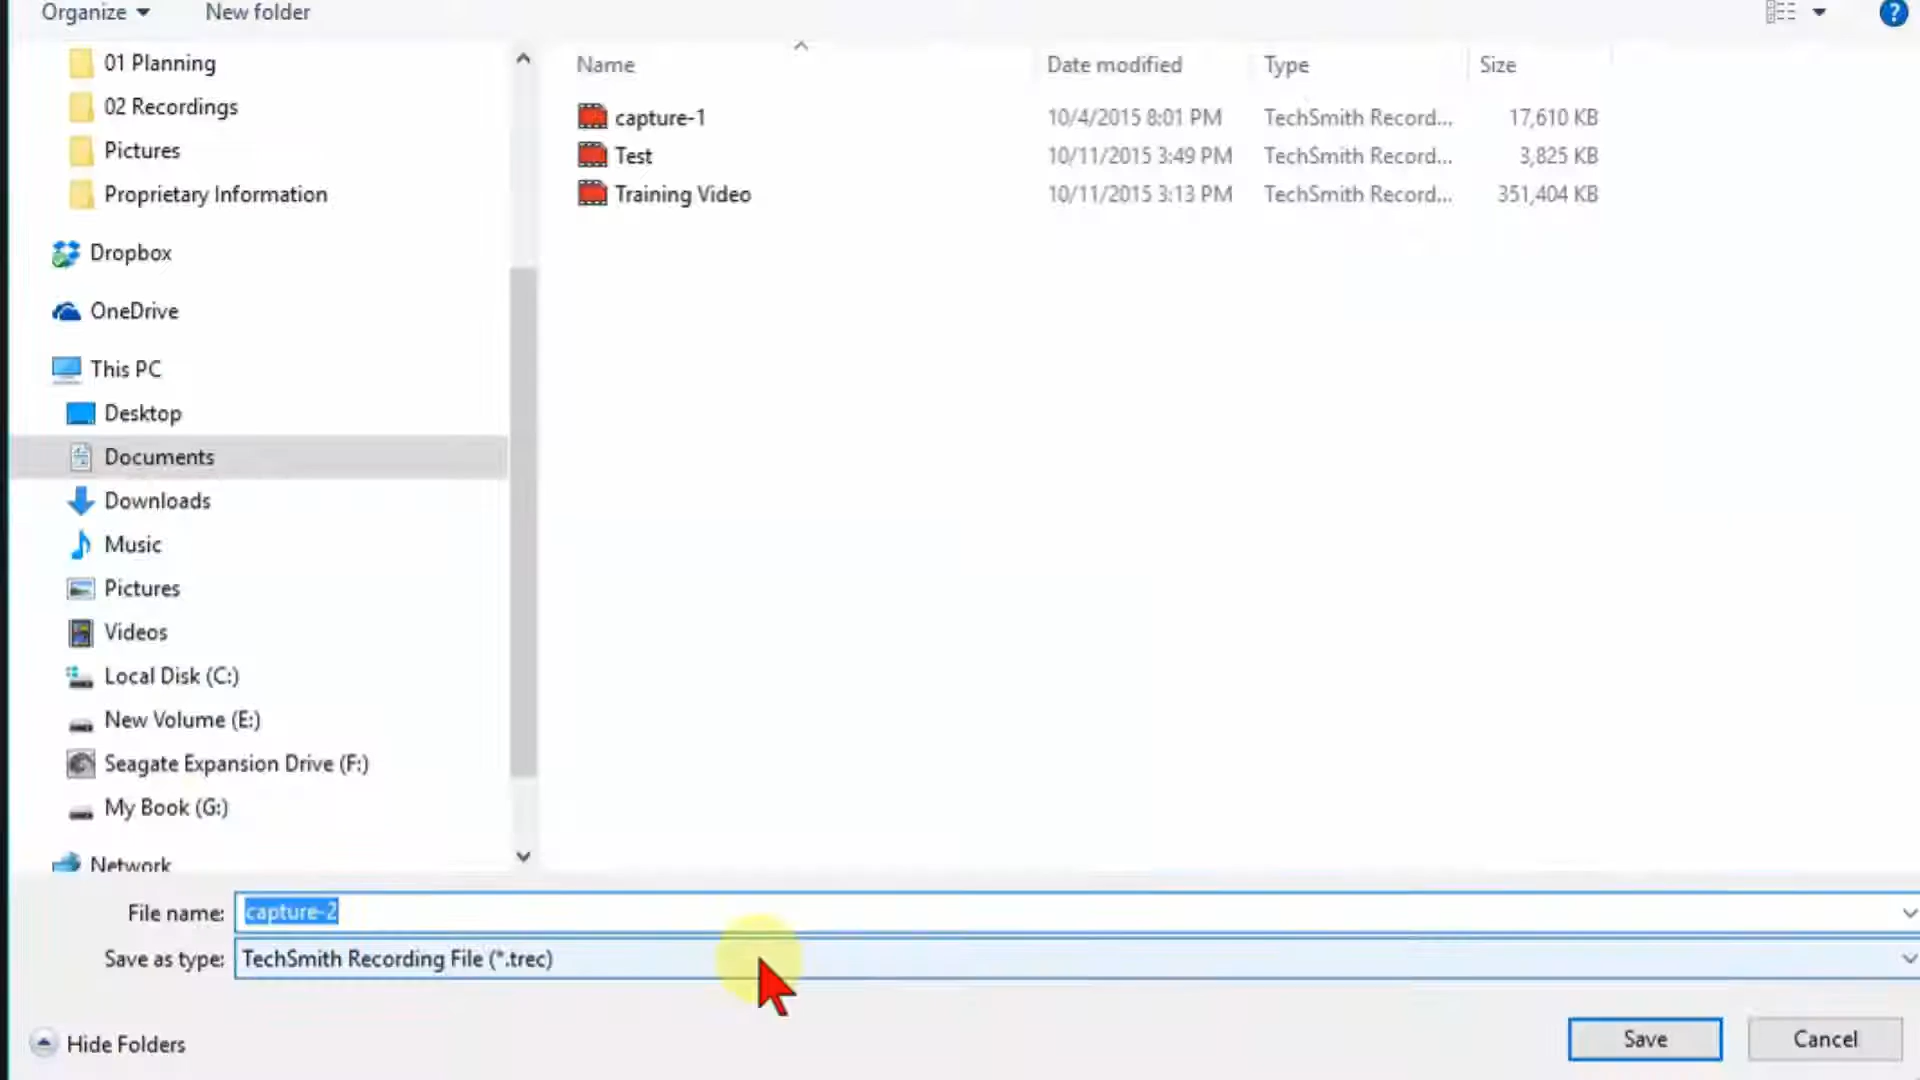 Organize New folder ?
01 Planning
02 Recordings
Pictures
Proprietary Information
Dropbox
OneDrive
This PC
Desktop
Documents
Downloads
Music
Pictures
Videos
Local Disk (C:)
New Volume (E:)
Seagate Expansion Drive (F:)
My Book (G:)
Network
Name Date modified Type Size
capture-1 10/4/2015 8:01 PM TechSmith Record... 17,610 KB
Test 10/11/2015 3:49 PM TechSmith Record... 3,825 KB
Training Video 10/11/2015 3:13 PM TechSmith Record... 351,404 KB
File name: capture-2
Save as type: TechSmith Recording File (*.trec)
Hide Folders Save Cancel